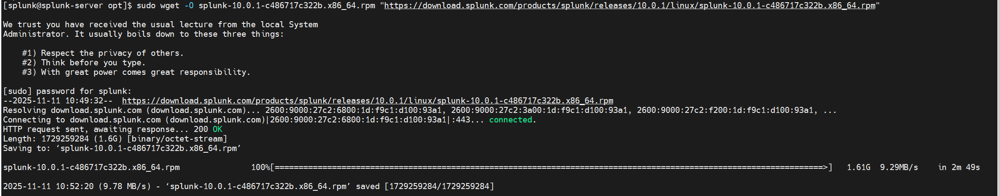 [splunk@splunk-server opt]$ sudo wget -O splunk-10.0.1-c486717c322b.x86_64.rpm "https://download.splunk.com/products/splunk/releases/10.0.1/linux/splunk-10.0.1-c486717c322b.x86_64.rpm"
We trust you have received the usual lecture from the local System
Administrator. It usually boils down to these three things:
#1) Respect the privacy of others.
#2) Think before you type.
#3) With great power comes great responsibility.
[sudo] password for splunk:
--2025-11-11 10:49:32--  https://download.splunk.com/products/splunk/releases/10.0.1/linux/splunk-10.0.1-c486717c322b.x86_64.rpm
Resolving download.splunk.com (download.splunk.com)... 2600:9000:27c2:6800:1d:f9c1:d100:93a1, 2600:9000:27c2:3a00:1d:f9c1:d100:93a1, 2600:9000:27c2:f200:1d:f9c1:d100:93a1, ...
Connecting to download.splunk.com (download.splunk.com)|2600:9000:27c2:6800:1d:f9c1:d100:93a1|:443... connected.
HTTP request sent, awaiting response... 200 OK
Length: 1729259284 (1.6G) [binary/octet-stream]
Saving to: ‘splunk-10.0.1-c486717c322b.x86_64.rpm’
splunk-10.0.1-c486717c322b.x86_64.rpm 100%[===================================================================================================================>] 1.61G 9.29MB/s in 2m 49s
2025-11-11 10:52:20 (9.78 MB/s) - ‘splunk-10.0.1-c486717c322b.x86_64.rpm’ saved [1729259284/1729259284]